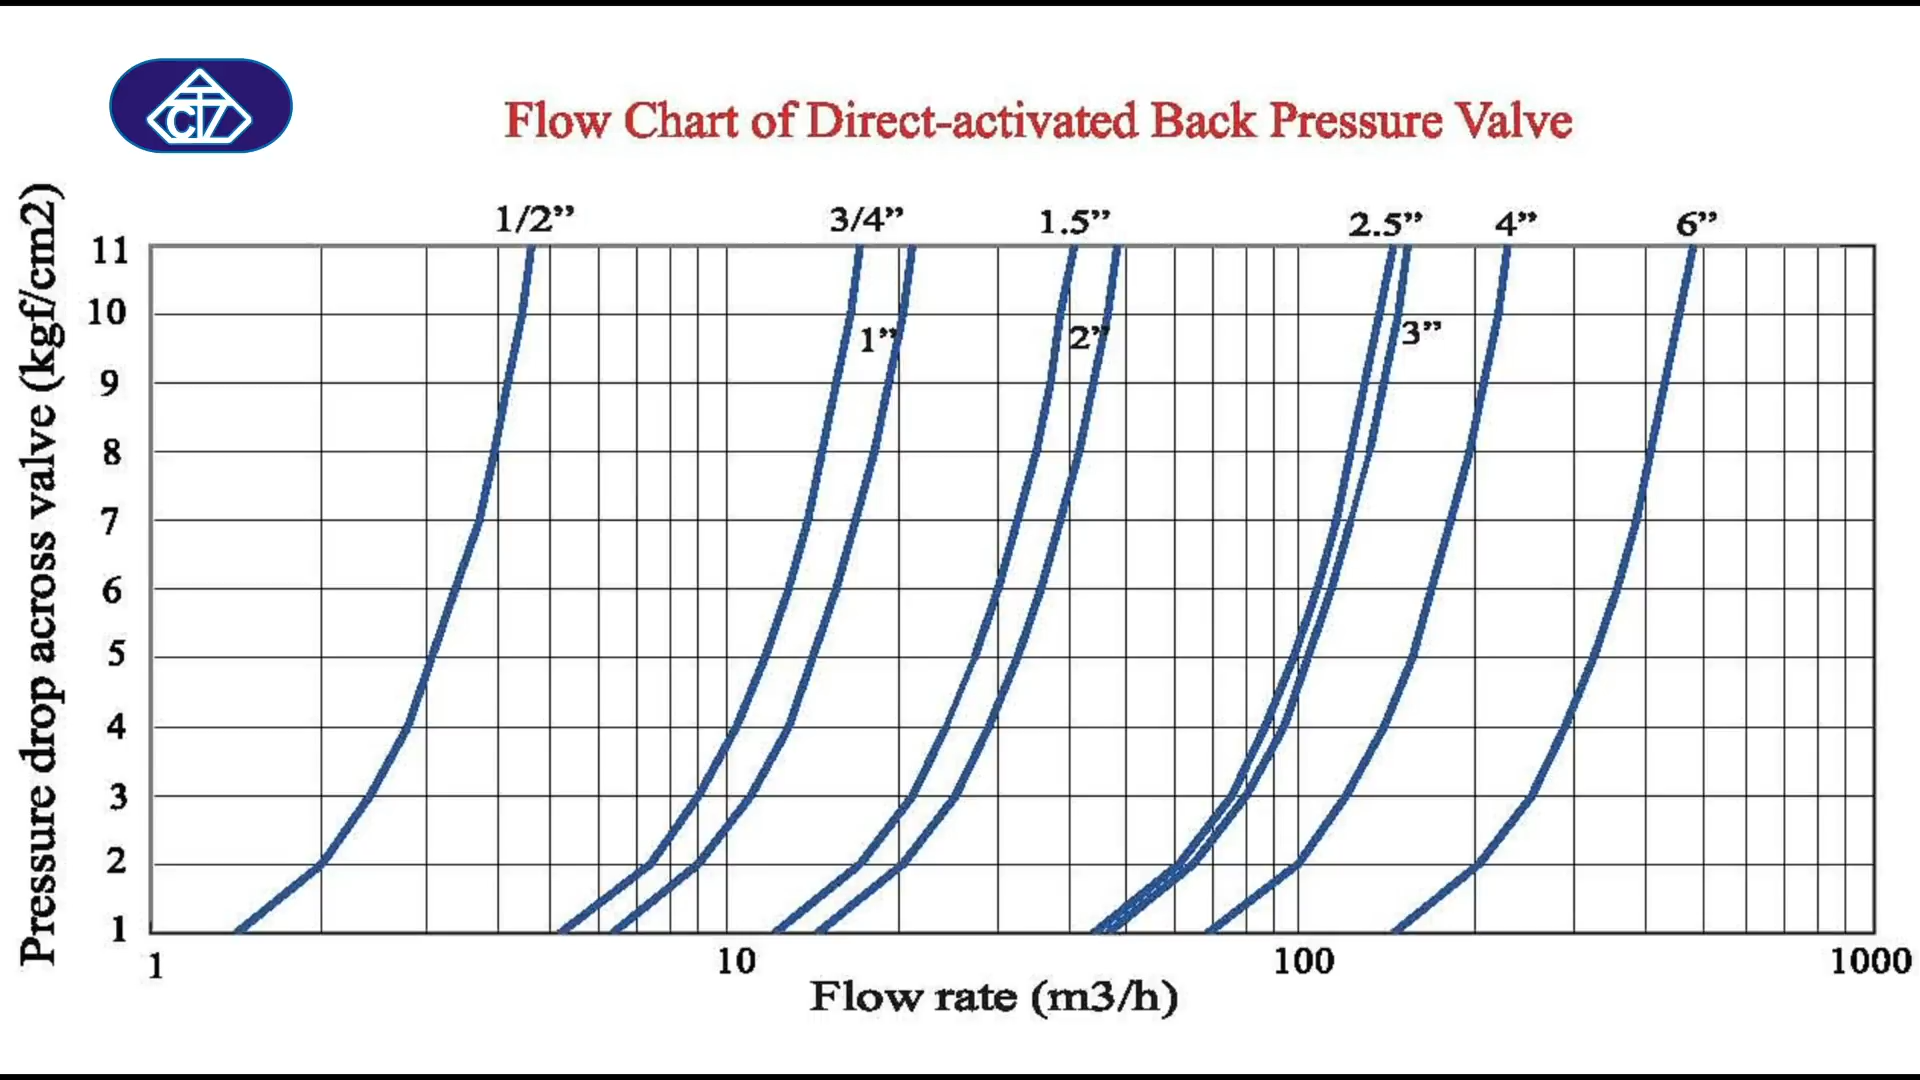 CTZ
Flow Chart of Direct-activated Back Pressure Valve
1/2” 3/4” 1.5” 2.5” 4” 6”
1” 2” 3”
Pressure drop across valve (kgf/cm2)
11
10
9
8
7
6
5
4
3
2
1
1 10 100 1000
Flow rate (m3/h)